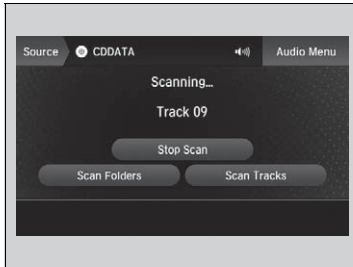 Source CDDATA Audio Menu
Scanning...
Track 09
Stop Scan
Scan Folders Scan Tracks